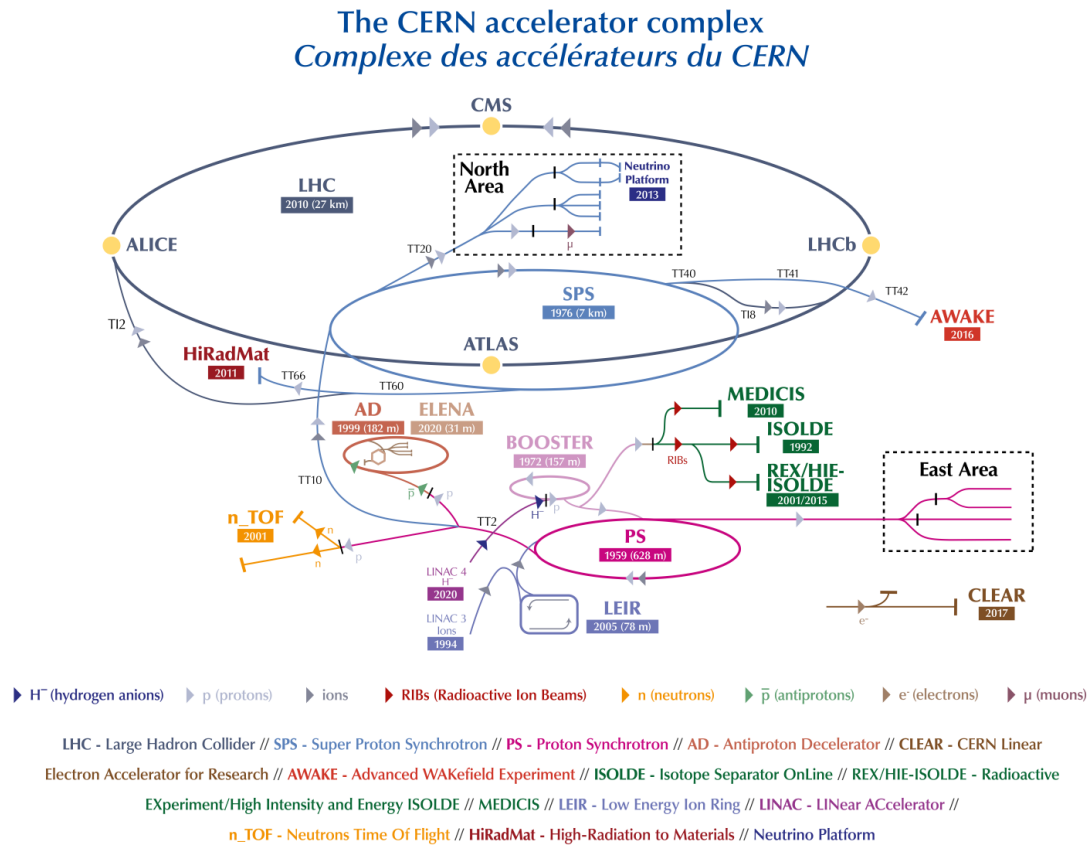 The CERN accelerator complex
Complexe des accélérateurs du CERN
CMS
North
Area
Neutrino
Platform
2013
LHC
2010 (27 km)
μ
ALICE
LHCb
TT20
TT40
TT41
TT42
SPS
1976 (7 km)
TI8
TI2
AWAKE
2016
ATLAS
HiRadMat
2011
TT66
TT60
AD
1999 (182 m)
ELENA
2020 (31 m)
MEDICIS
2010
BOOSTER
1972 (157 m)
ISOLDE
1992
RIBs
REX/HIE-
ISOLDE
2001/2015
East Area
p̅
p
TT10
H⁻
p
TT2
n_TOF
2001
n
n
p
PS
1959 (628 m)
LINAC 4
H⁻
2020
LINAC 3
Ions
1994
LEIR
2005 (78 m)
CLEAR
2017
e⁻
H⁻ (hydrogen anions)
p (protons)
ions
RIBs (Radioactive Ion Beams)
n (neutrons)
p̅ (antiprotons)
e⁻ (electrons)
μ (muons)
LHC - Large Hadron Collider // SPS - Super Proton Synchrotron // PS - Proton Synchrotron // AD - Antiproton Decelerator // CLEAR - CERN Linear
Electron Accelerator for Research // AWAKE - Advanced WAKefield Experiment // ISOLDE - Isotope Separator OnLine // REX/HIE-ISOLDE - Radioactive
EXperiment/High Intensity and Energy ISOLDE // MEDICIS // LEIR - Low Energy Ion Ring // LINAC - LINear ACcelerator //
n_TOF - Neutrons Time Of Flight // HiRadMat - High-Radiation to Materials // Neutrino Platform